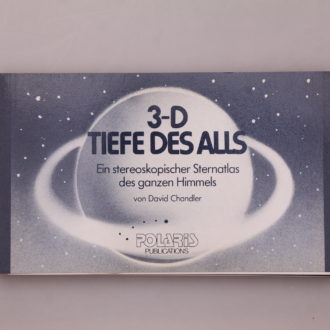 3-D
TIEFE DES ALLS
Ein stereoskopischer Sternatlas
des ganzen Himmels
von David Chandler
POLARIS
PUBLICATIONS